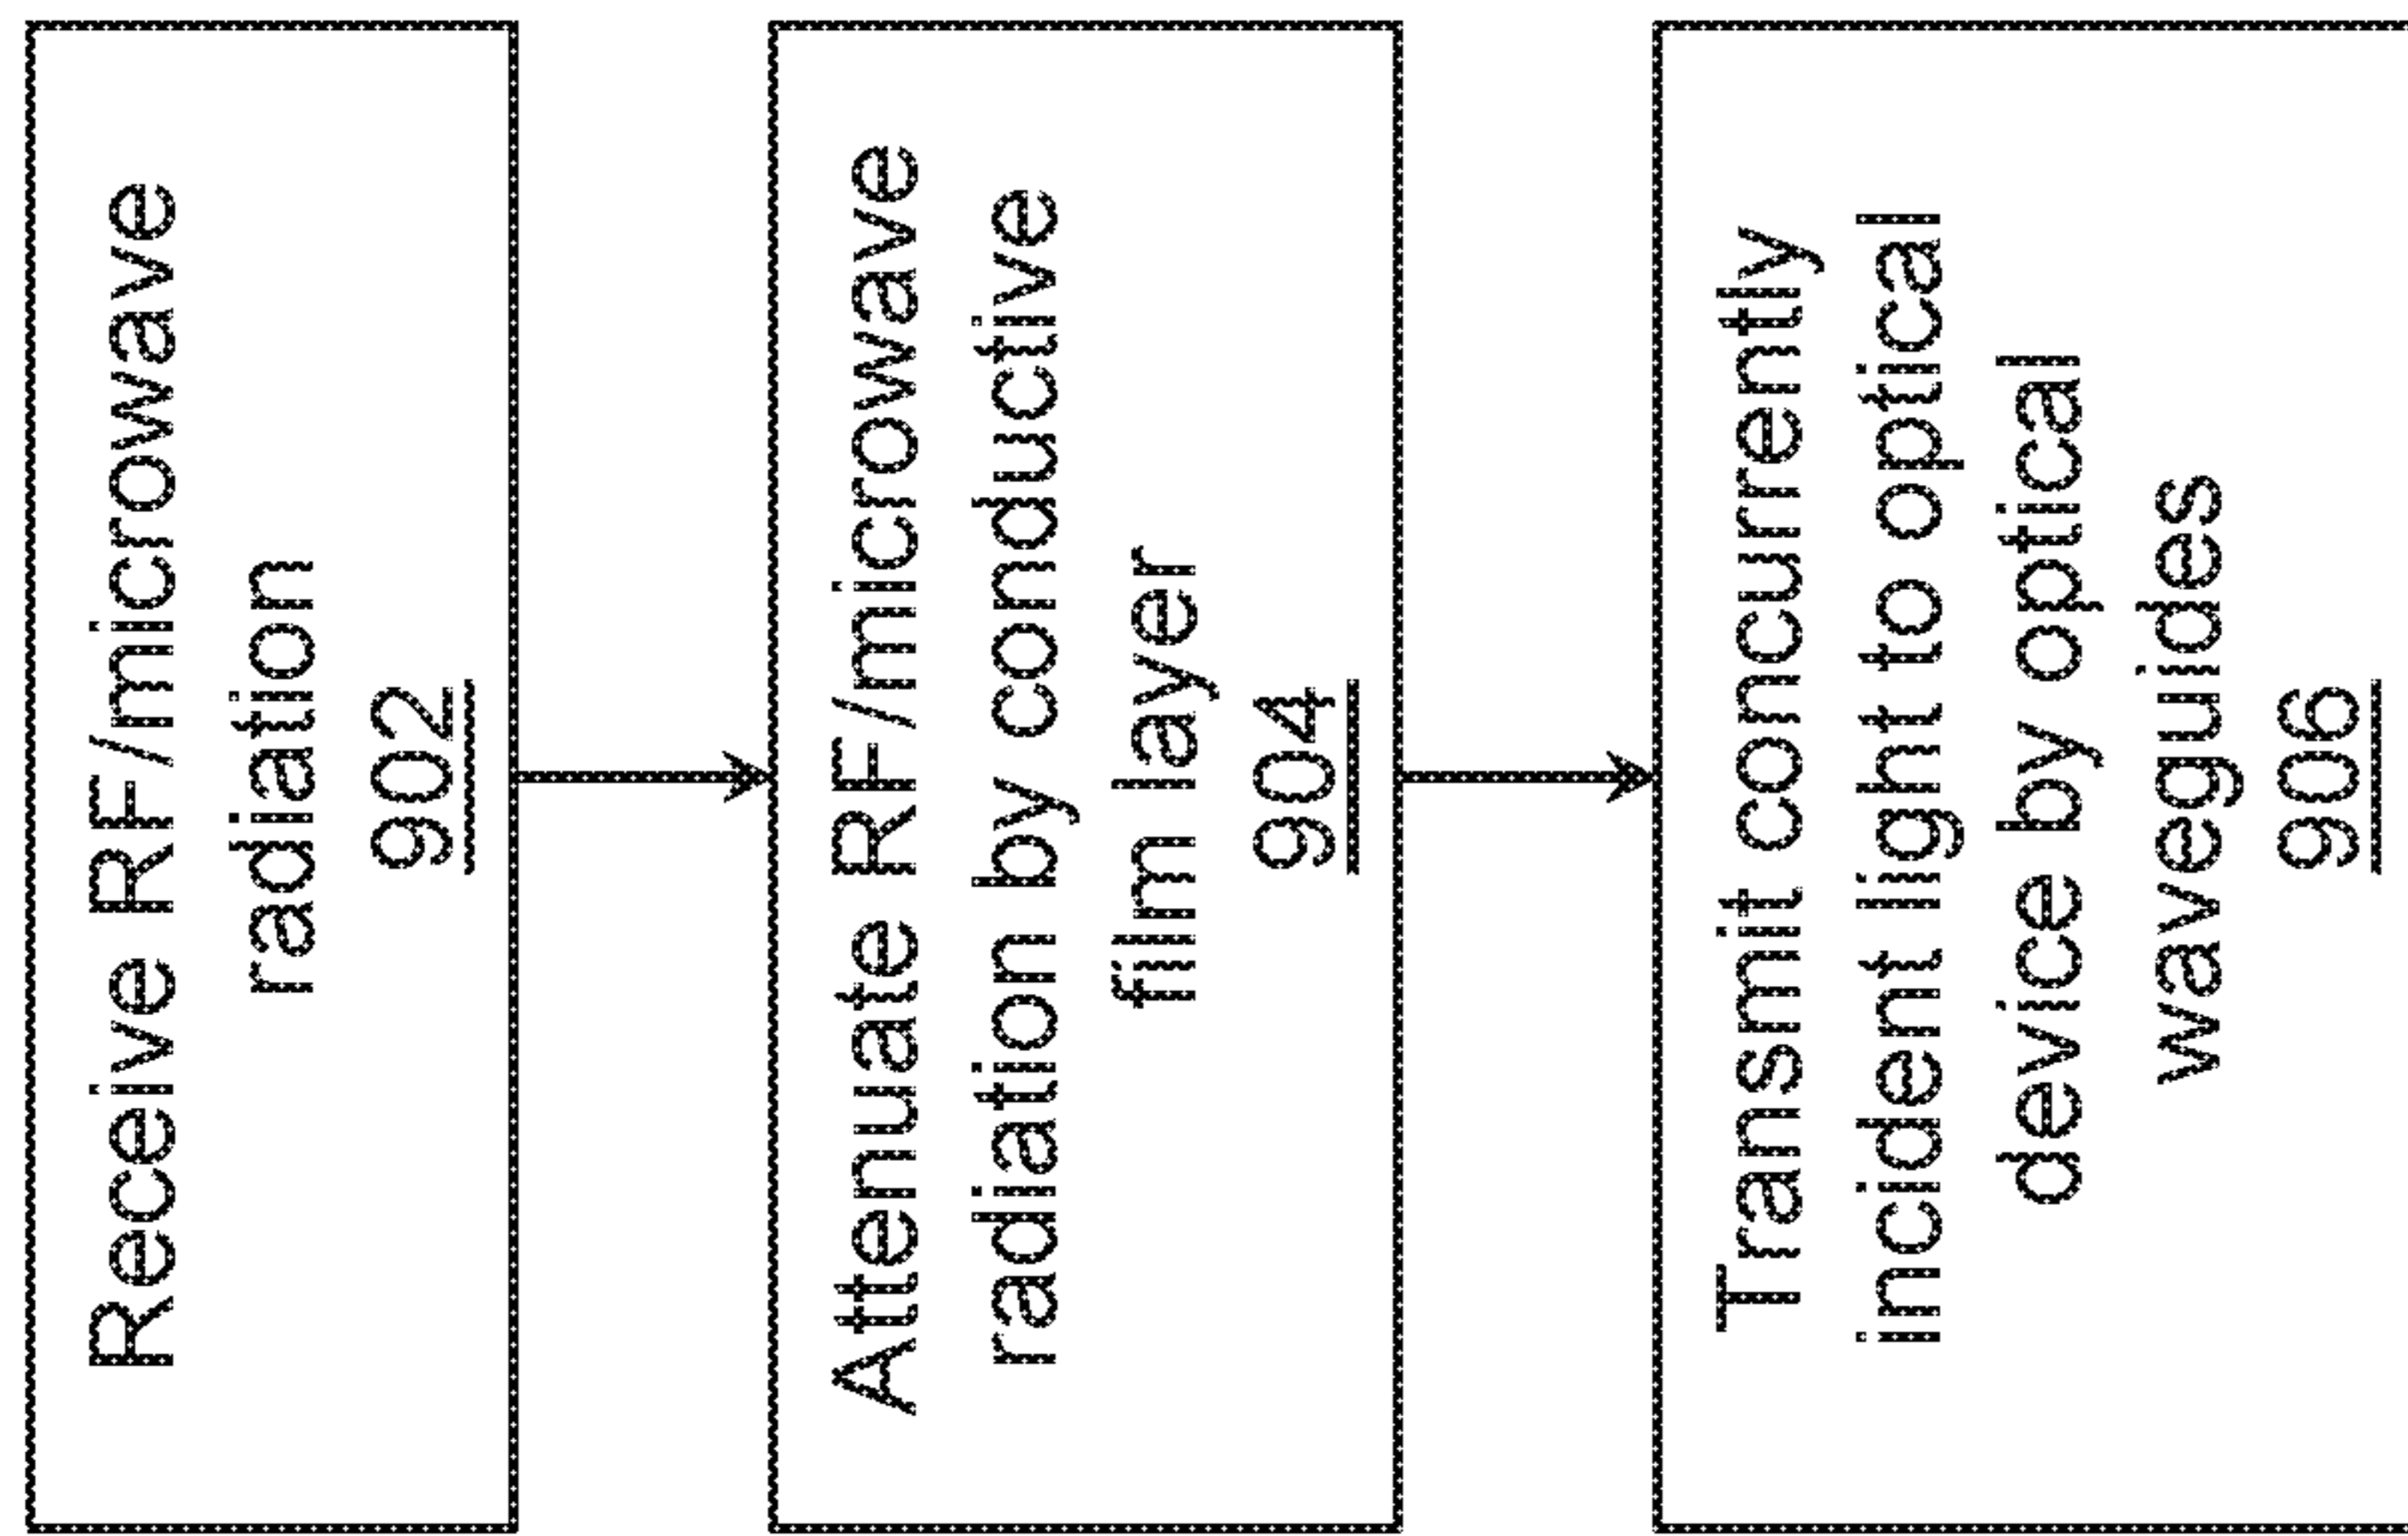 Receive RF/microwave
radiation
902
Attenuate RF/microwave
radiation by conductive
film layer
904
Transmit concurrently
incident light to optical
device by optical
waveguides
906